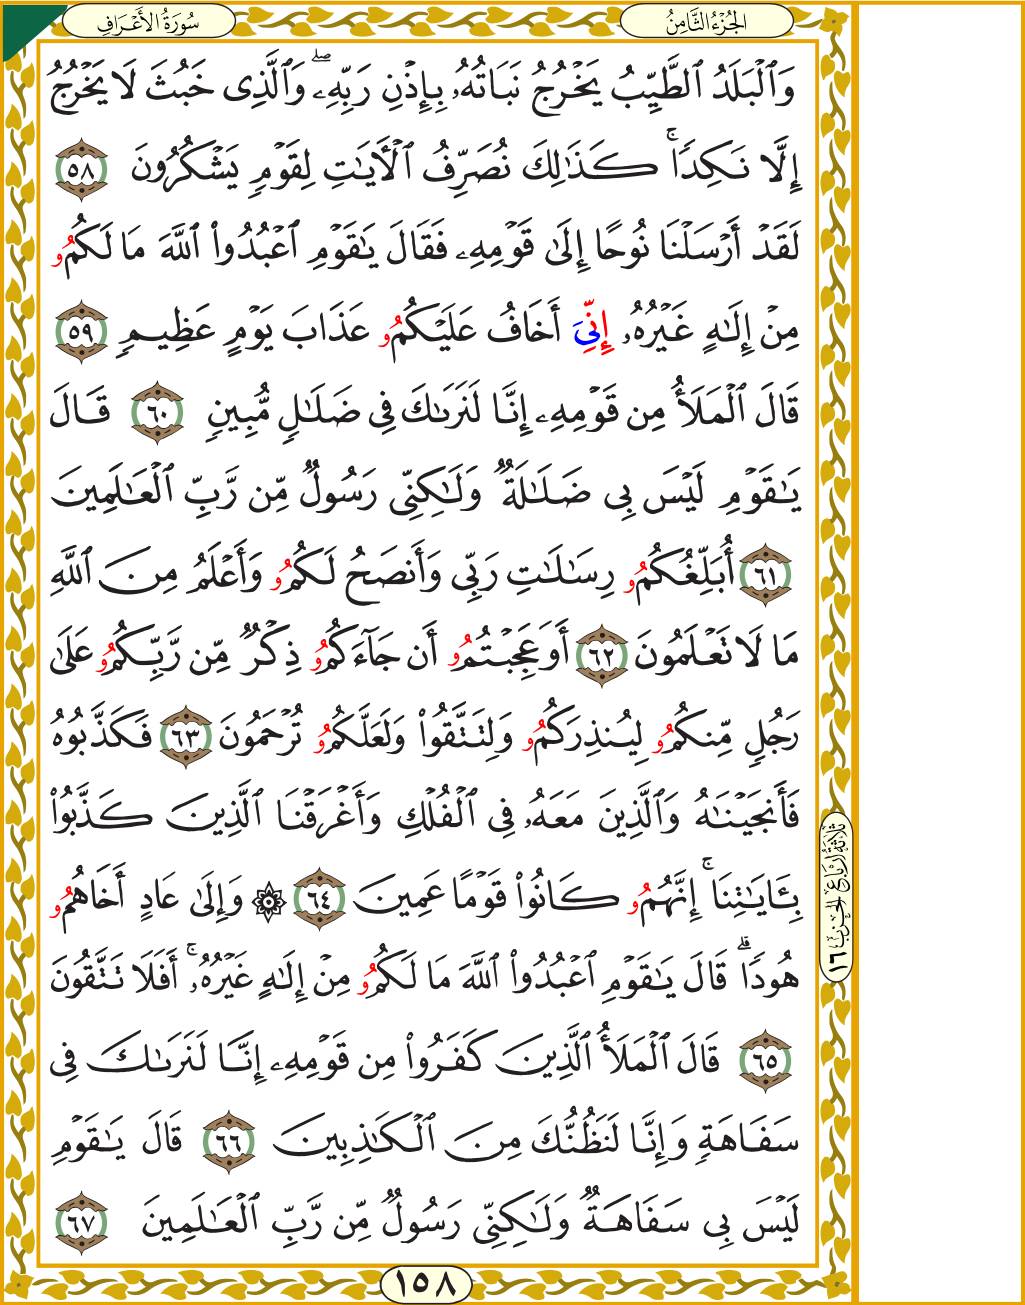 الجُزْءُ الثَّامِنُ
سُورَةُ الأَعْرَافِ
وَٱلْبَلَدُ ٱلطَّيِّبُ يَخْرُجُ نَبَاتُهُۥ بِإِذْنِ رَبِّهِۦۖ وَٱلَّذِى خَبُثَ لَا يَخْرُجُ
إِلَّا نَكِدًاۚ كَذَٰلِكَ نُصَرِّفُ ٱلْأٓيَٰتِ لِقَوْمٍ يَشْكُرُونَ ٥٨
لَقَدْ أَرْسَلْنَا نُوحًا إِلَىٰ قَوْمِهِۦ فَقَالَ يَٰقَوْمِ ٱعْبُدُواْ ٱللَّهَ مَا لَكُمُو
مِنْ إِلَٰهٍ غَيْرُهُۥ إِنِّىَ أَخَافُ عَلَيْكُمُو عَذَابَ يَوْمٍ عَظِيمٍ ٥٩
قَالَ ٱلْمَلَأُ مِن قَوْمِهِۦ إِنَّا لَنَرَىٰكَ فِى ضَلَٰلٍ مُّبِينٍ ٦٠ قَالَ
يَٰقَوْمِ لَيْسَ بِى ضَلَٰلَةٌ وَلَٰكِنِّى رَسُولٌ مِّن رَّبِّ ٱلْعَٰلَمِينَ
٦١ أُبَلِّغُكُمُو رِسَٰلَٰتِ رَبِّى وَأَنصَحُ لَكُمُو وَأَعْلَمُ مِنَ ٱللَّهِ
مَا لَا تَعْلَمُونَ ٦٢ أَوَعَجِبْتُمُو أَن جَآءَكُمُو ذِكْرٌ مِّن رَّبِّكُمُو عَلَىٰ
رَجُلٍ مِّنكُمُو لِيُنذِرَكُمُو وَلِتَتَّقُواْ وَلَعَلَّكُمُو تُرْحَمُونَ ٦٣ فَكَذَّبُوهُ
فَأَنجَيْنَٰهُ وَٱلَّذِينَ مَعَهُۥ فِى ٱلْفُلْكِ وَأَغْرَقْنَا ٱلَّذِينَ كَذَّبُواْ
بِـَٔايَٰتِنَاۚ إِنَّهُمُو كَانُواْ قَوْمًا عَمِينَ ٦٤ ۞ وَإِلَىٰ عَادٍ أَخَاهُمُو
هُودًاۗ قَالَ يَٰقَوْمِ ٱعْبُدُواْ ٱللَّهَ مَا لَكُمُو مِنْ إِلَٰهٍ غَيْرُهُۥۚ أَفَلَا تَتَّقُونَ
٦٥ قَالَ ٱلْمَلَأُ ٱلَّذِينَ كَفَرُواْ مِن قَوْمِهِۦ إِنَّا لَنَرَىٰكَ فِى
سَفَاهَةٍ وَإِنَّا لَنَظُنُّكَ مِنَ ٱلْكَٰذِبِينَ ٦٦ قَالَ يَٰقَوْمِ
لَيْسَ بِى سَفَاهَةٌ وَلَٰكِنِّى رَسُولٌ مِّن رَّبِّ ٱلْعَٰلَمِينَ ٦٧
ثلاثة أرباع الحزب ١٦
١٥٨